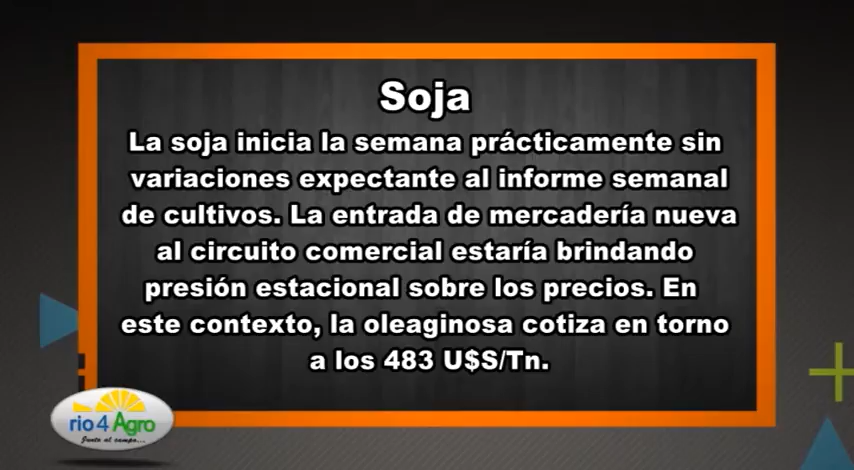 Soja
La soja inicia la semana prácticamente sin
variaciones expectante al informe semanal
de cultivos. La entrada de mercadería nueva
al circuito comercial estaría brindando
presión estacional sobre los precios. En
este contexto, la oleaginosa cotiza en torno
a los 483 U$S/Tn.
rio 4 Agro
Junto al campo...